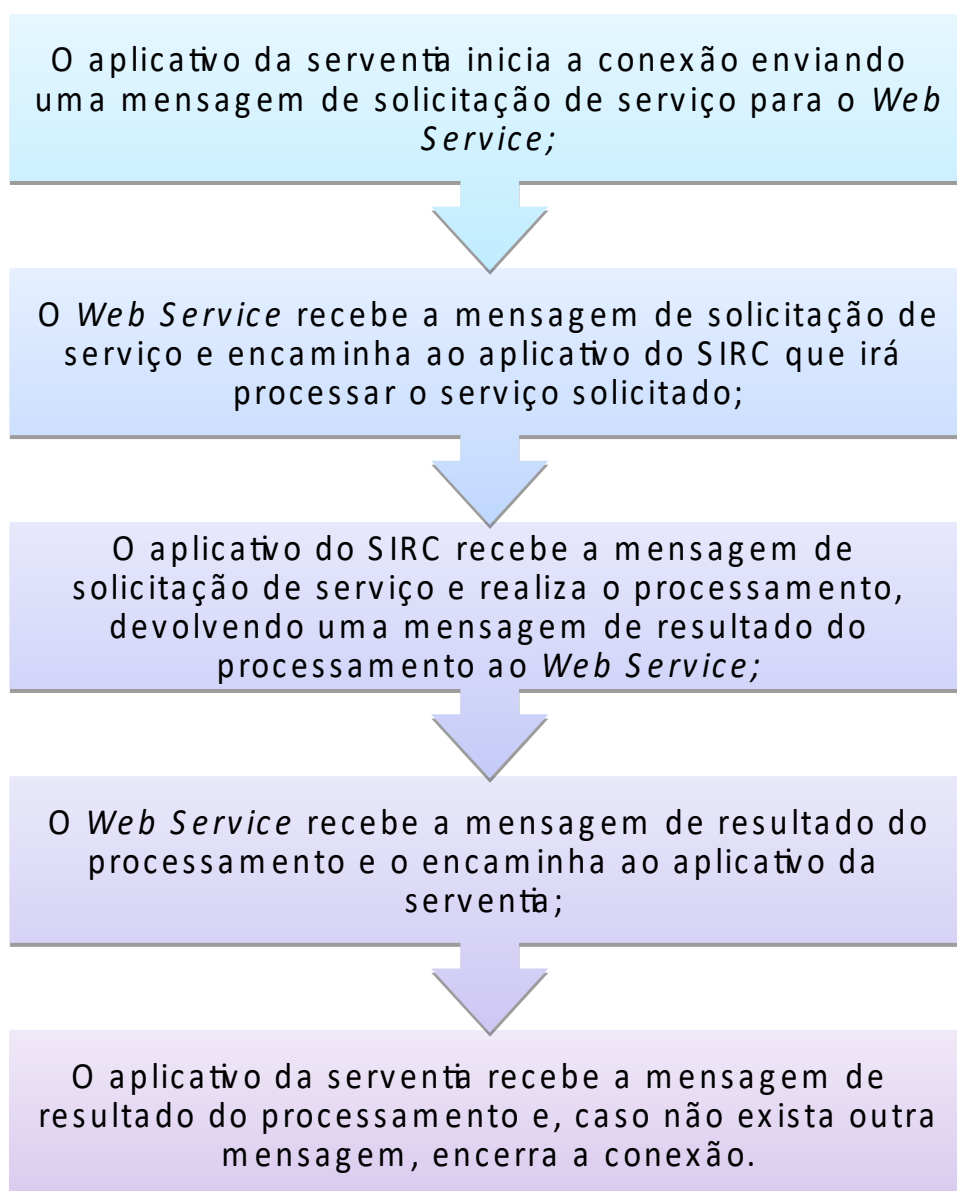 O aplicativo da serventia inicia a conexão enviando
uma mensagem de solicitação de serviço para o Web
Service;
O Web Service recebe a mensagem de solicitação de
serviço e encaminha ao aplicativo do SIRC que irá
processar o serviço solicitado;
O aplicativo do SIRC recebe a mensagem de
solicitação de serviço e realiza o processamento,
devolvendo uma mensagem de resultado do
processamento ao Web Service;
O Web Service recebe a mensagem de resultado do
processamento e o encaminha ao aplicativo da
serventia;
O aplicativo da serventia recebe a mensagem de
resultado do processamento e, caso não exista outra
mensagem, encerra a conexão.